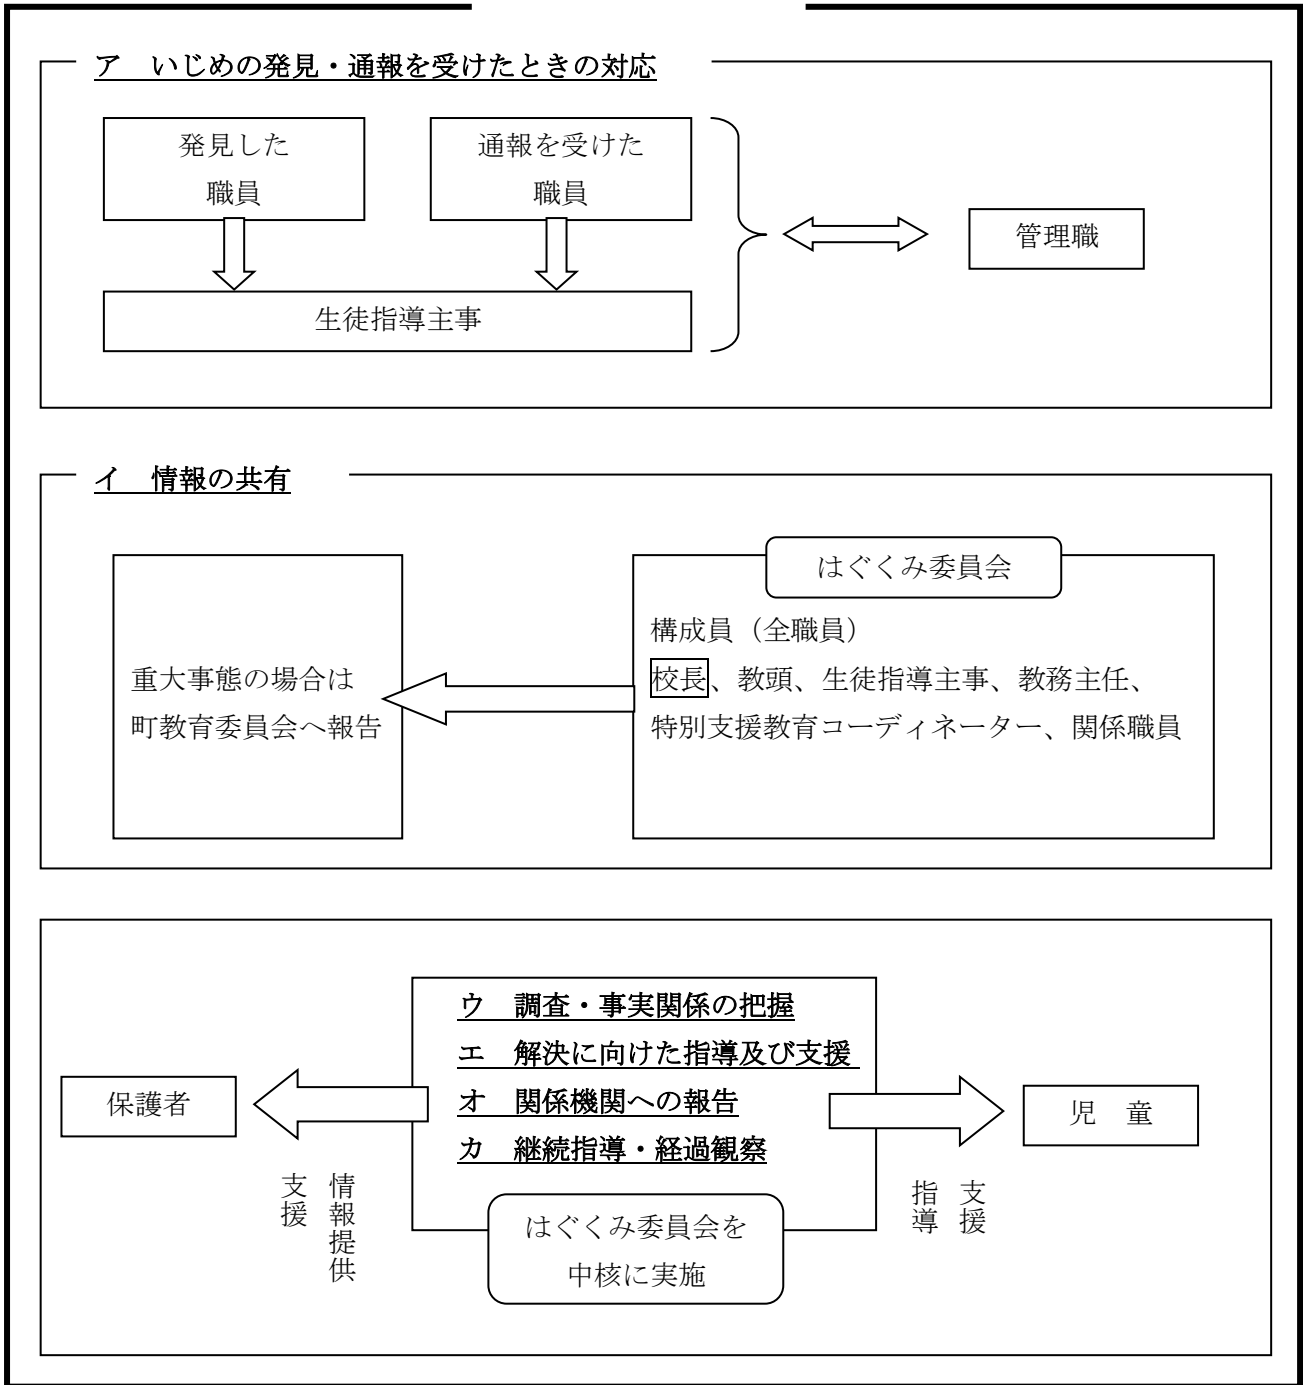 ア　いじめの発見・通報を受けたときの対応
発見した
職員
通報を受けた
職員
管理職
生徒指導主事
イ　情報の共有
はぐくみ委員会
構成員（全職員）
校長、教頭、生徒指導主事、教務主任、
特別支援教育コーディネーター、関係職員
重大事態の場合は
町教育委員会へ報告
ウ　調査・事実関係の把握
エ　解決に向けた指導及び支援
オ　関係機関への報告
カ　継続指導・経過観察
保護者
児　童
情報提供
支援
支援
指導
はぐくみ委員会を
中核に実施